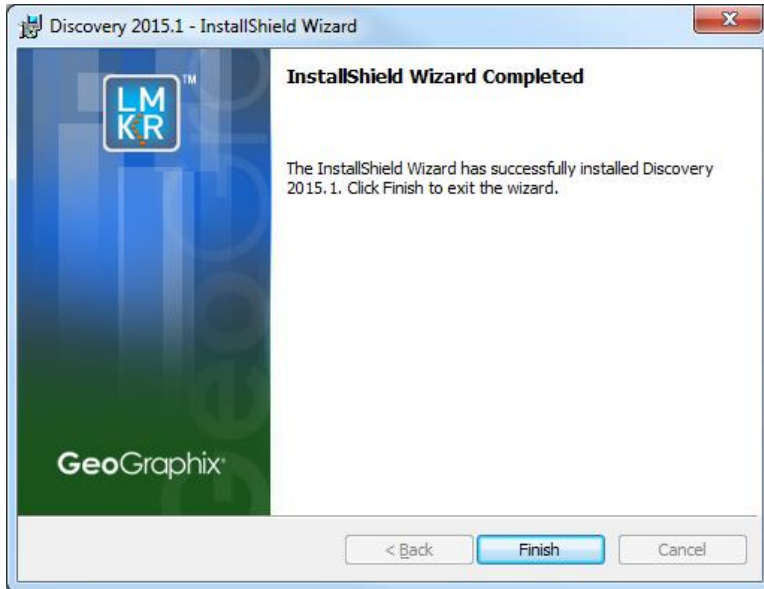 Discovery 2015.1 - InstallShield Wizard
x
LM
KR
TM
InstallShield Wizard Completed
The InstallShield Wizard has successfully installed Discovery
2015.1. Click Finish to exit the wizard.
GeoGraphix
< Back
Finish
Cancel